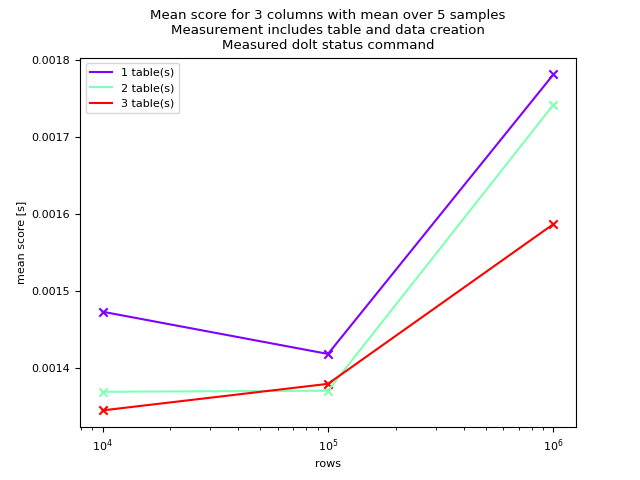 Mean score for 3 columns with mean over 5 samples
Measurement includes table and data creation
Measured dolt status command
0.0018
0.0017
0.0016
0.0015
0.0014
mean score [s]
1 table(s)
2 table(s)
3 table(s)
10⁴
10⁵
10⁶
rows